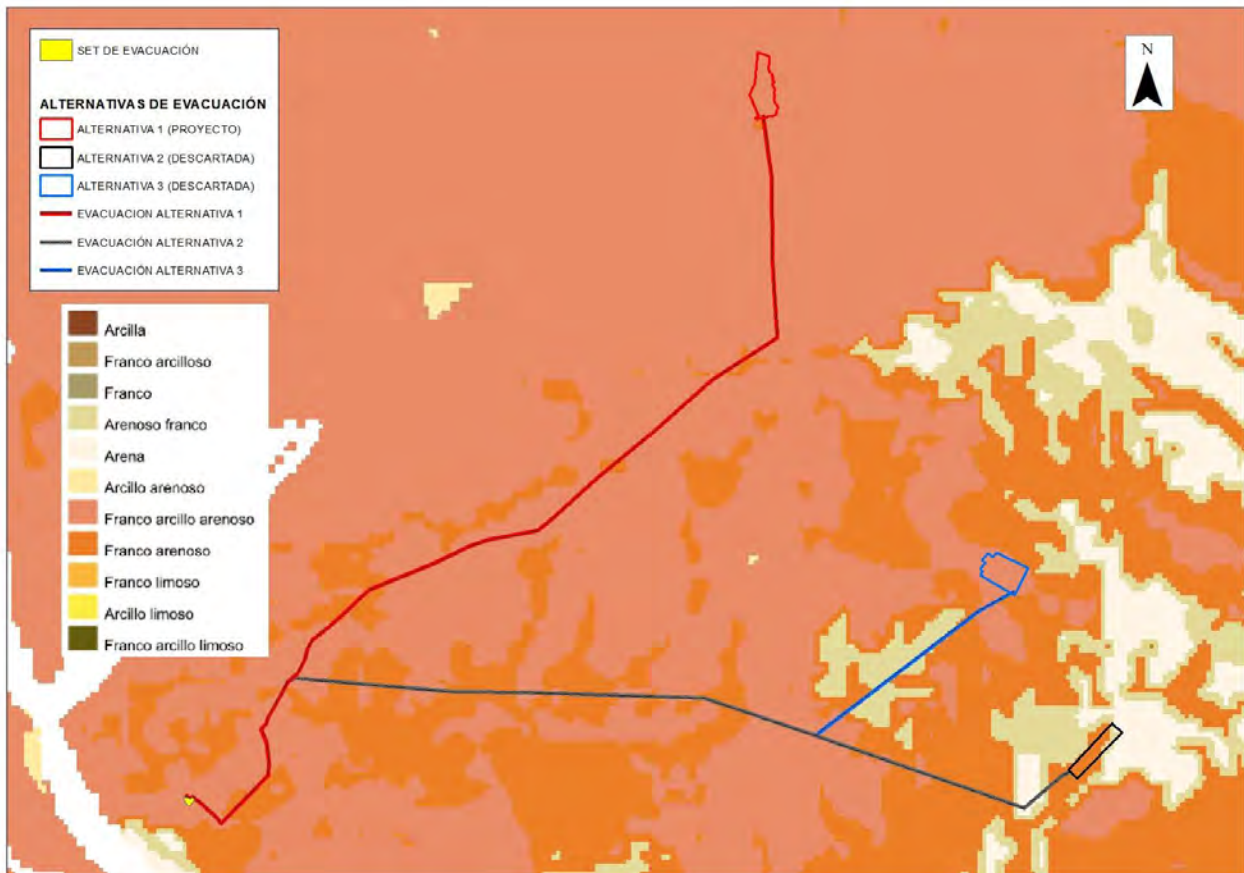 SET DE EVACUACIÓN
ALTERNATIVAS DE EVACUACIÓN
ALTERNATIVA 1 (PROYECTO)
ALTERNATIVA 2 (DESCARTADA)
ALTERNATIVA 3 (DESCARTADA)
EVACUACION ALTERNATIVA 1
EVACUACIÓN ALTERNATIVA 2
EVACUACIÓN ALTERNATIVA 3
Arcilla
Franco arcilloso
Franco
Arenoso franco
Arena
Arcillo arenoso
Franco arcillo arenoso
Franco arenoso
Franco limoso
Arcillo limoso
Franco arcillo limoso
N